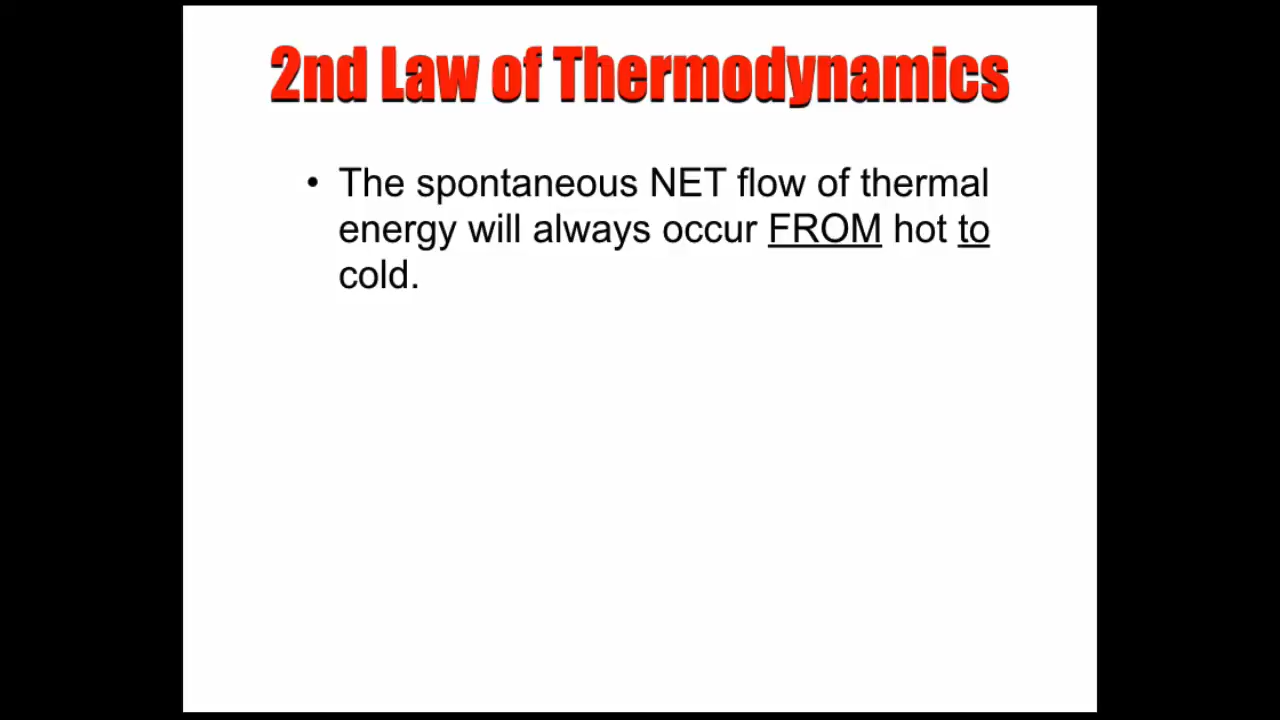 2nd Law of Thermodynamics
• The spontaneous NET flow of thermal
energy will always occur FROM hot to
cold.